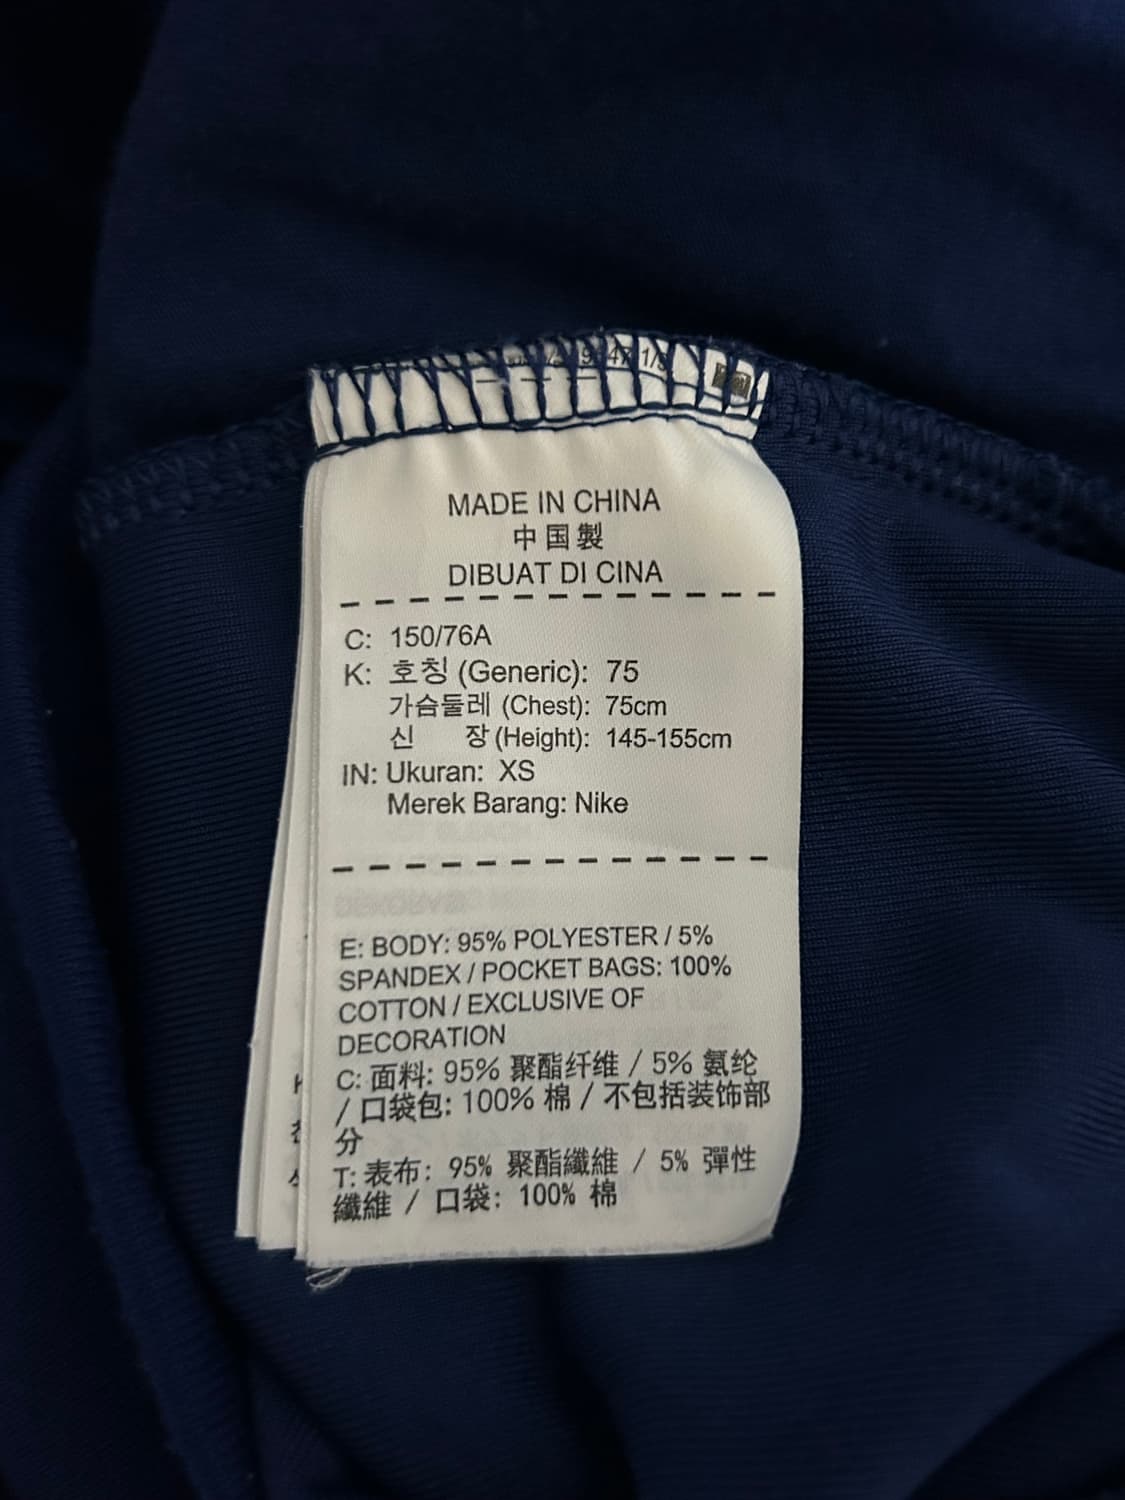 MADE IN CHINA
中国製
DIBUAT DI CINA
C: 150/76A
K: 호칭 (Generic): 75
가슴둘레 (Chest): 75cm
신 장 (Height): 145-155cm
IN: Ukuran: XS
Merek Barang: Nike
E: BODY: 95% POLYESTER / 5%
SPANDEX / POCKET BAGS: 100%
COTTON / EXCLUSIVE OF
DECORATION
C: 面料: 95% 聚酯纤维 / 5% 氨纶
/ 口袋包: 100% 棉 / 不包括装饰部
分
T: 表布: 95% 聚酯纖維 / 5% 彈性
纖維 / 口袋: 100% 棉